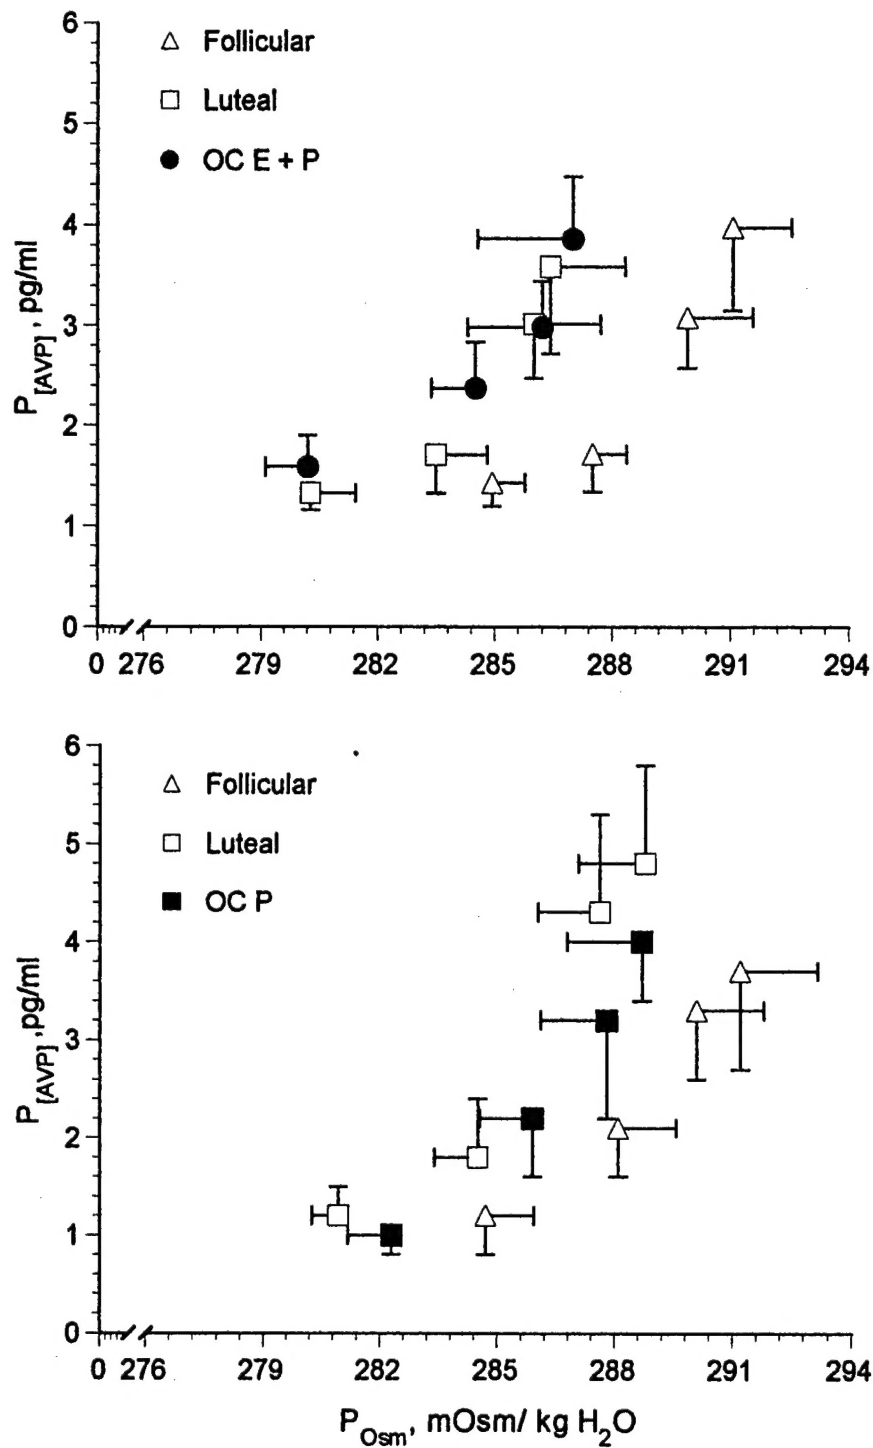 6
△ Follicular
□ Luteal
● OC E + P
5
4
3
2
1
0
P[AVP], pg/ml
0 276 279 282 285 288 291 294
6
△ Follicular
□ Luteal
■ OC P
5
4
3
2
1
0
P[AVP],pg/ml
0 276 279 282 285 288 291 294
POsm, mOsm/ kg H2O